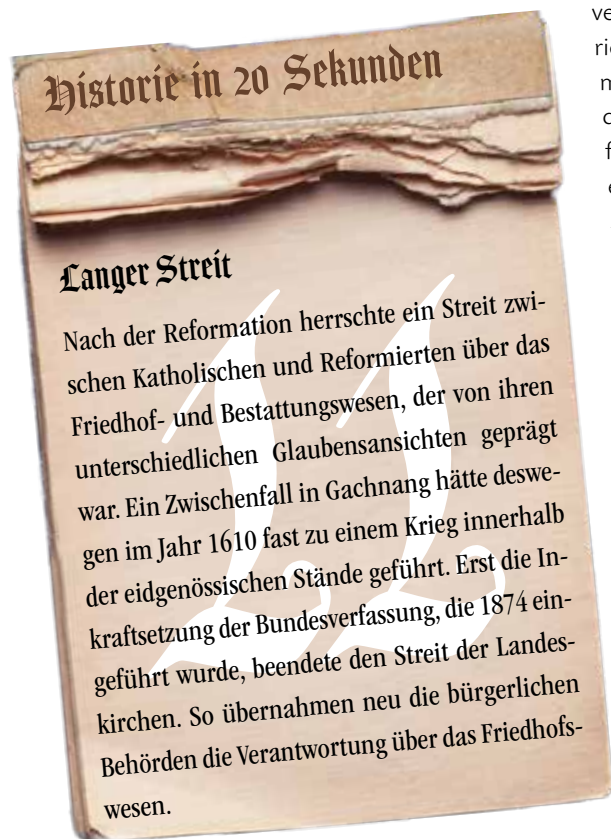 Historie in 20 Sekunden
Langer Streit
Nach der Reformation herrschte ein Streit zwi-
schen Katholischen und Reformierten über das
Friedhof- und Bestattungswesen, der von ihren
unterschiedlichen Glaubensansichten geprägt
war. Ein Zwischenfall in Gachnang hätte deswe-
gen im Jahr 1610 fast zu einem Krieg innerhalb
der eidgenössischen Stände geführt. Erst die In-
kraftsetzung der Bundesverfassung, die 1874 ein-
geführt wurde, beendete den Streit der Landes-
kirchen. So übernahmen neu die bürgerlichen
Behörden die Verantwortung über das Friedhofs-
wesen.